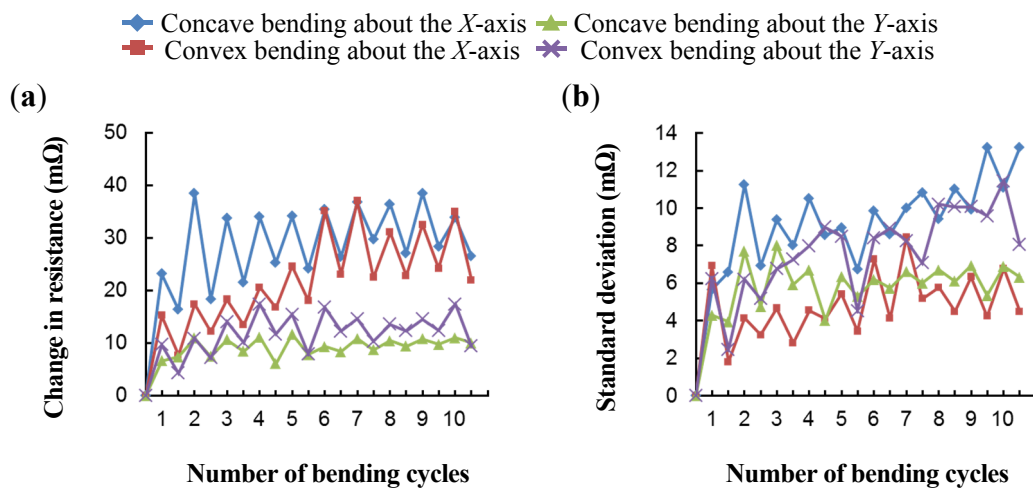 Concave bending about the X-axis Concave bending about the Y-axis
Convex bending about the X-axis Convex bending about the Y-axis
(a)
Change in resistance (mΩ)
50
40
30
20
10
0
1 2 3 4 5 6 7 8 9 10
Number of bending cycles
(b)
Standard deviation (mΩ)
14
12
10
8
6
4
2
0
1 2 3 4 5 6 7 8 9 10
Number of bending cycles